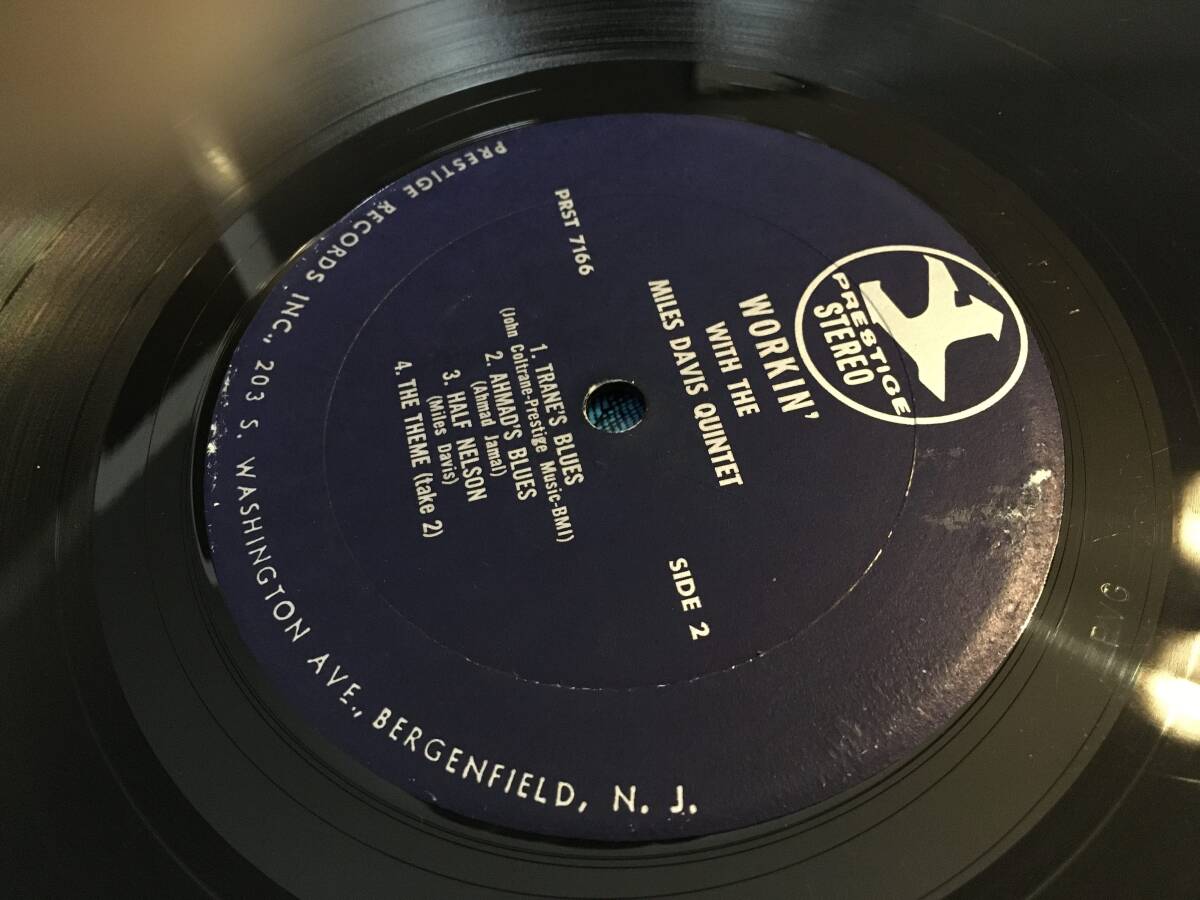 PRESTIGE
STEREO
WORKIN'
WITH THE
MILES DAVIS QUINTET
PRST 7166
SIDE 2
1. TRANE'S BLUES
(John Coltrane-Prestige Music-BMI)
2. AHMAD'S BLUES
(Ahmad Jamal)
3. HALF NELSON
(Miles Davis)
4. THE THEME (take 2)
PRESTIGE RECORDS INC., 203 S. WASHINGTON AVE., BERGENFIELD, N. J.
RVG